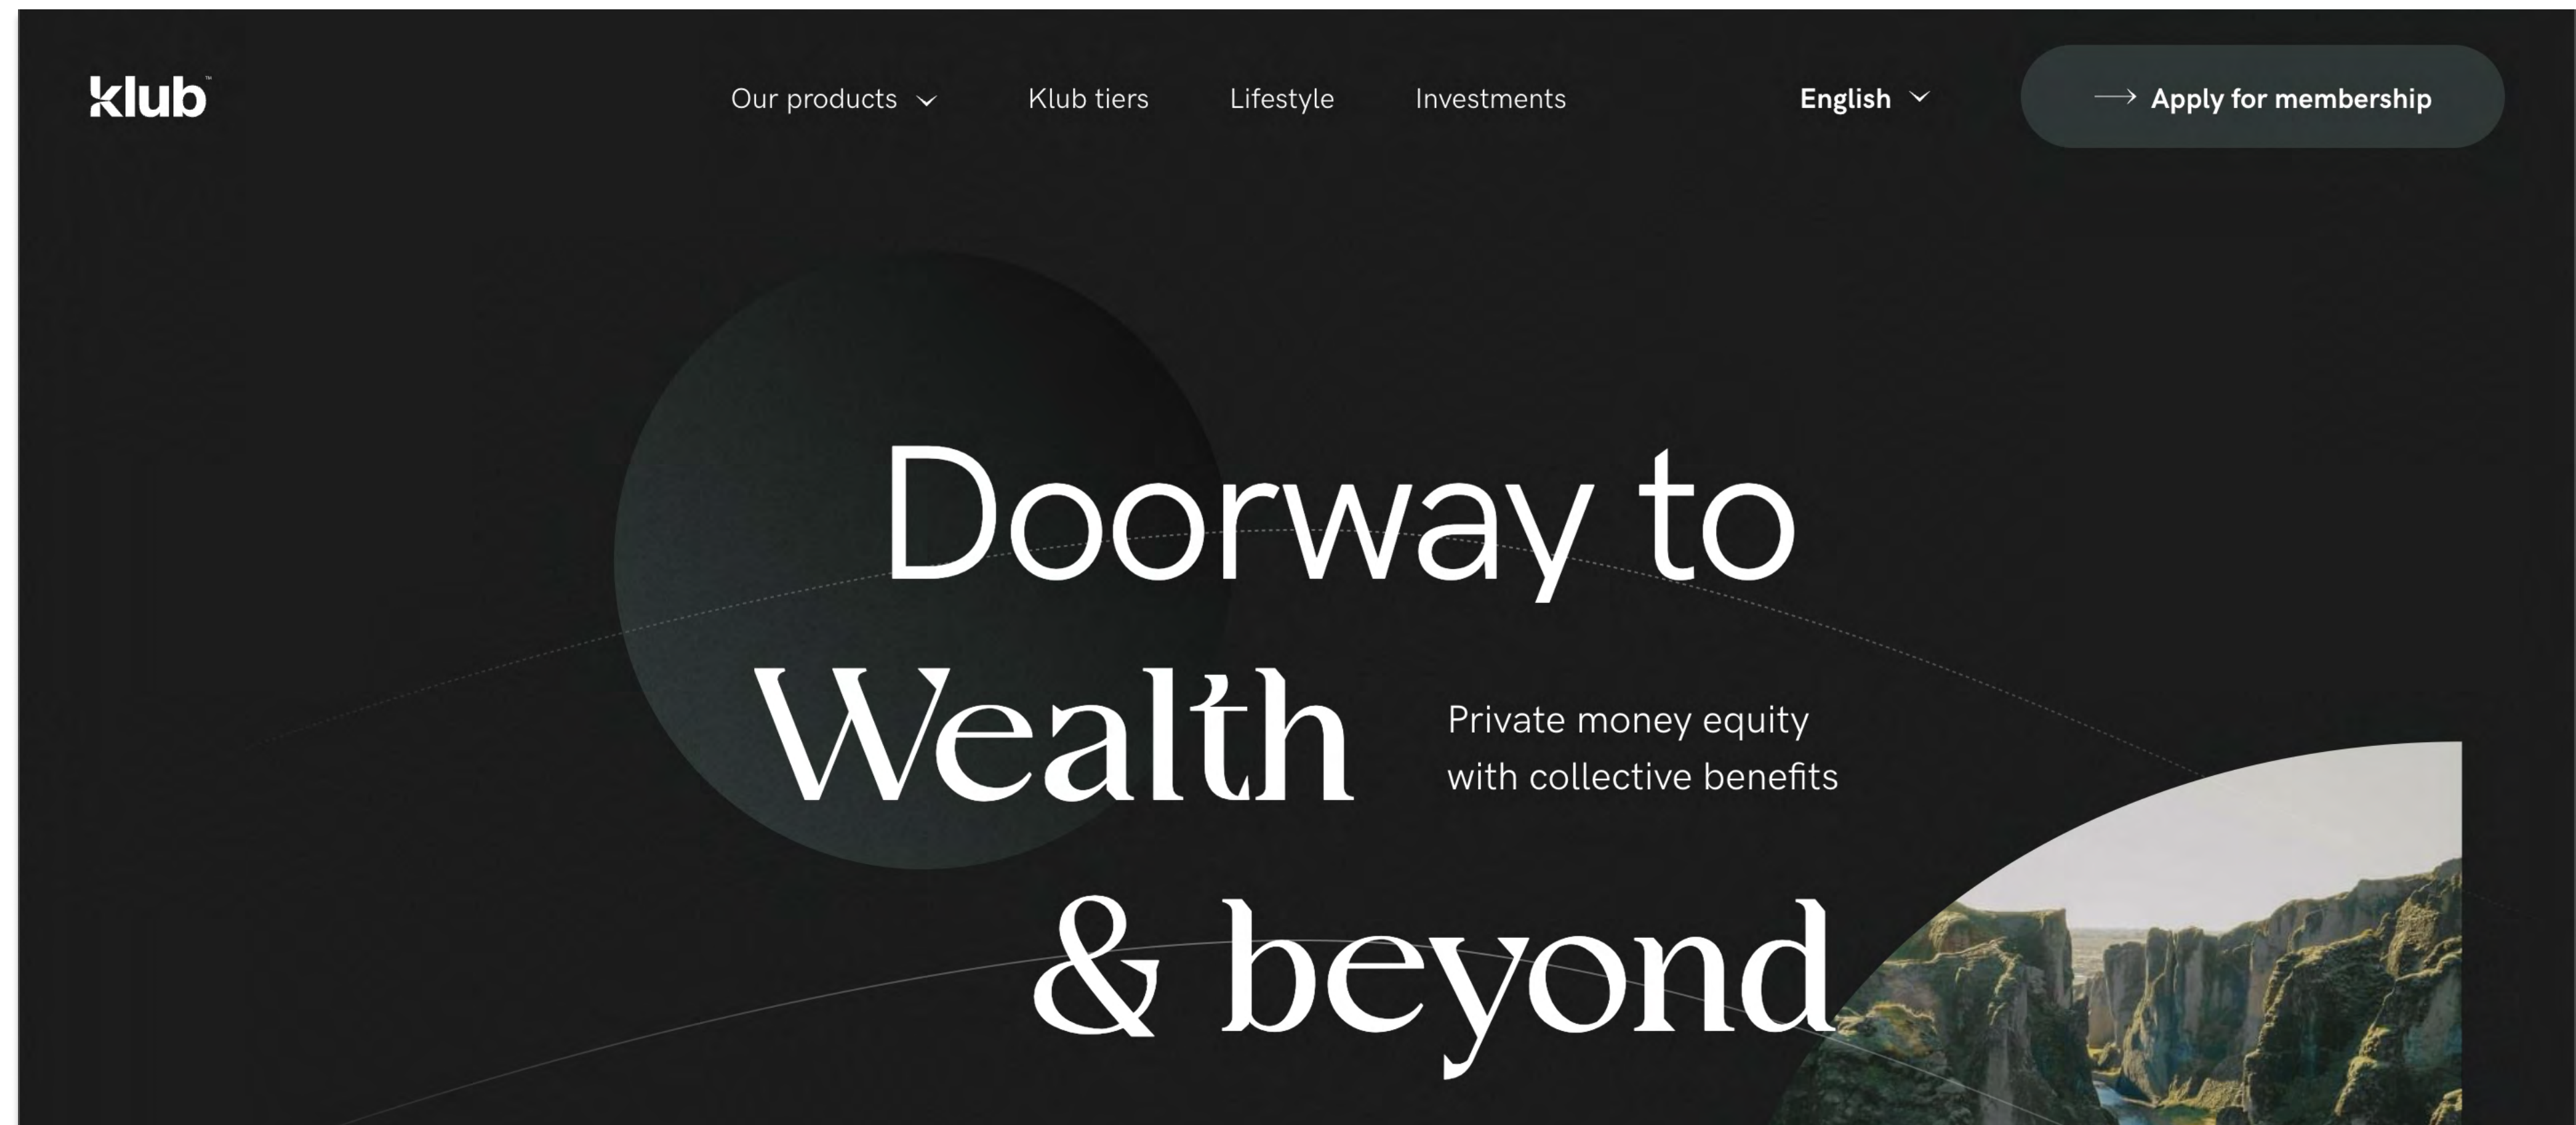 klub™
Our products
Klub tiers
Lifestyle
Investments
English
Apply for membership
Doorway to
Wealth
Private money equity
with collective benefits
& beyond